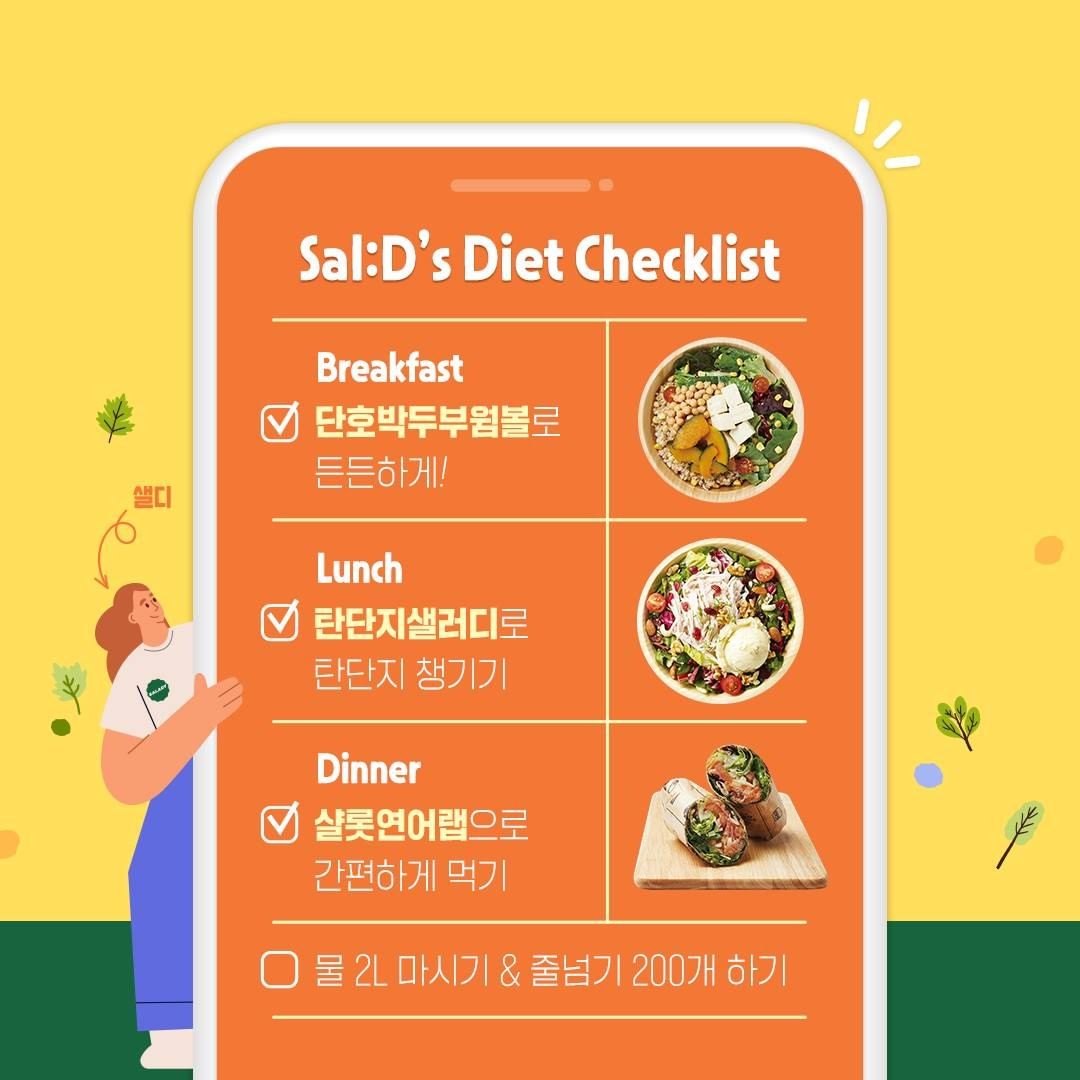 Sal:D's Diet Checklist
Breakfast
단호박두부웜볼로
든든하게!
샐디
Lunch
탄단지샐러디로
탄단지 챙기기
SALADY
Dinner
샬롯연어랩으로
간편하게 먹기
물 2L 마시기 & 줄넘기 200개 하기